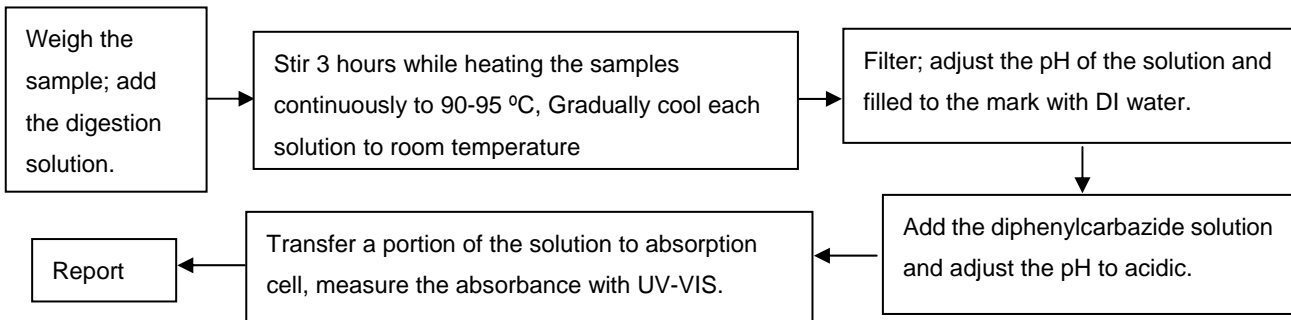 Weigh the
sample; add
the digestion
solution.
Stir 3 hours while heating the samples
continuously to 90-95 ºC, Gradually cool each
solution to room temperature
Filter; adjust the pH of the solution and
filled to the mark with DI water.
Add the diphenylcarbazide solution
and adjust the pH to acidic.
Transfer a portion of the solution to absorption
cell, measure the absorbance with UV-VIS.
Report